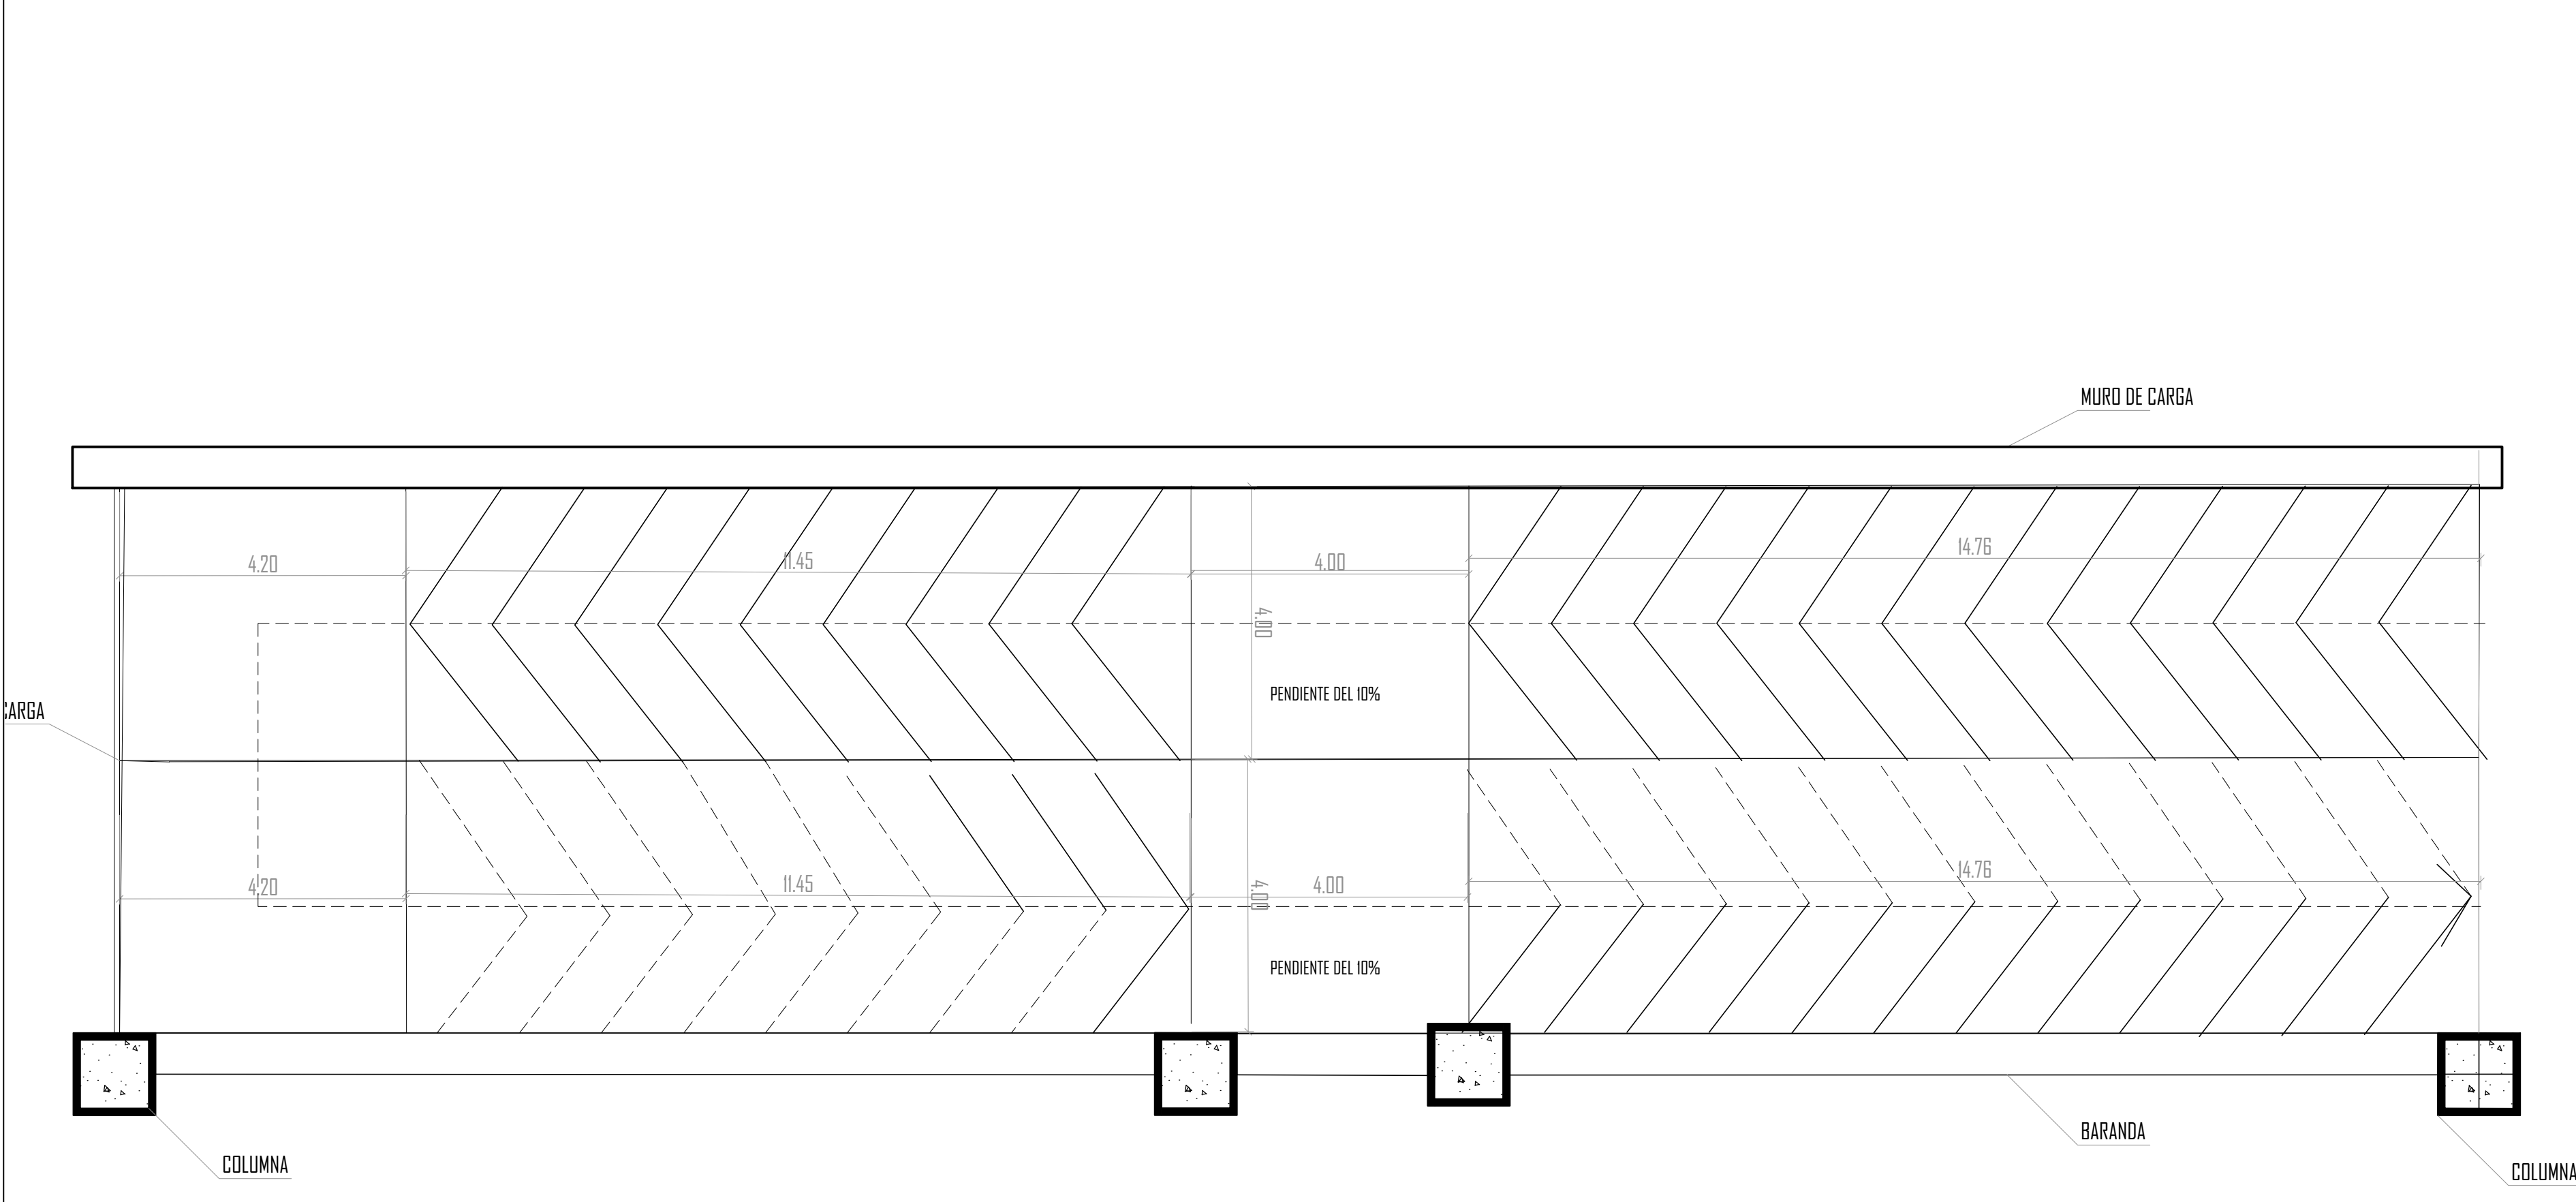 MURO DE CARGA
14.76
4.20
11.45
4.00
4.00
PENDIENTE DEL 10%
CARGA
14.76
4.20
11.45
4.00
4.00
PENDIENTE DEL 10%
BARANDA
COLUMNA
COLUMNA